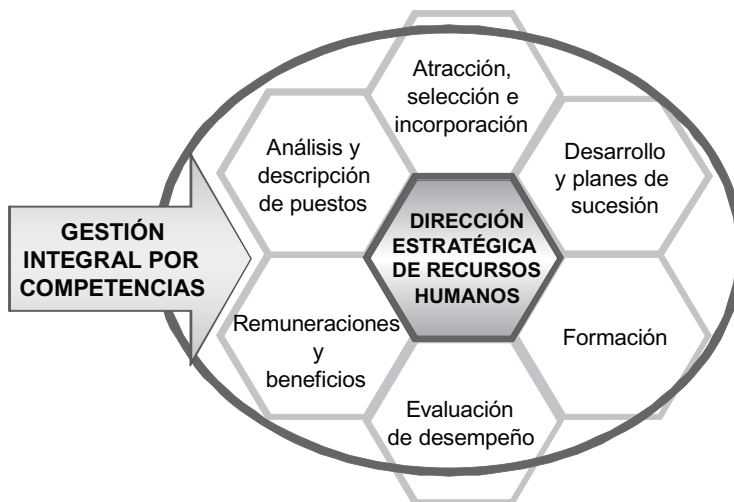 Atracción,
selección e
incorporación
Análisis y
descripción
de puestos
Desarrollo
y planes de
sucesión
GESTIÓN
INTEGRAL POR
COMPETENCIAS
DIRECCIÓN
ESTRATÉGICA
DE RECURSOS
HUMANOS
Remuneraciones
y
beneficios
Formación
Evaluación
de desempeño